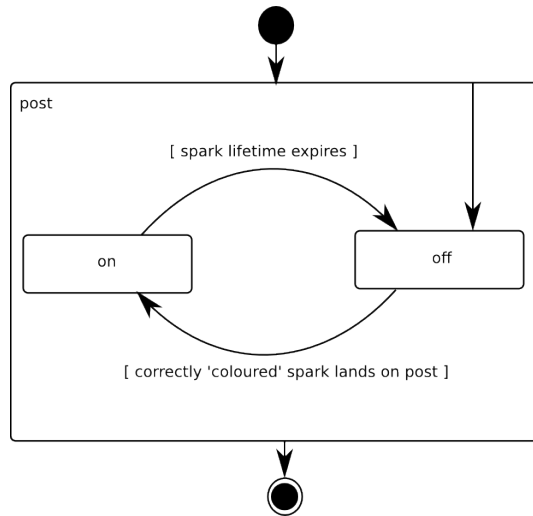 post
[ spark lifetime expires ]
on
off
[ correctly 'coloured' spark lands on post ]